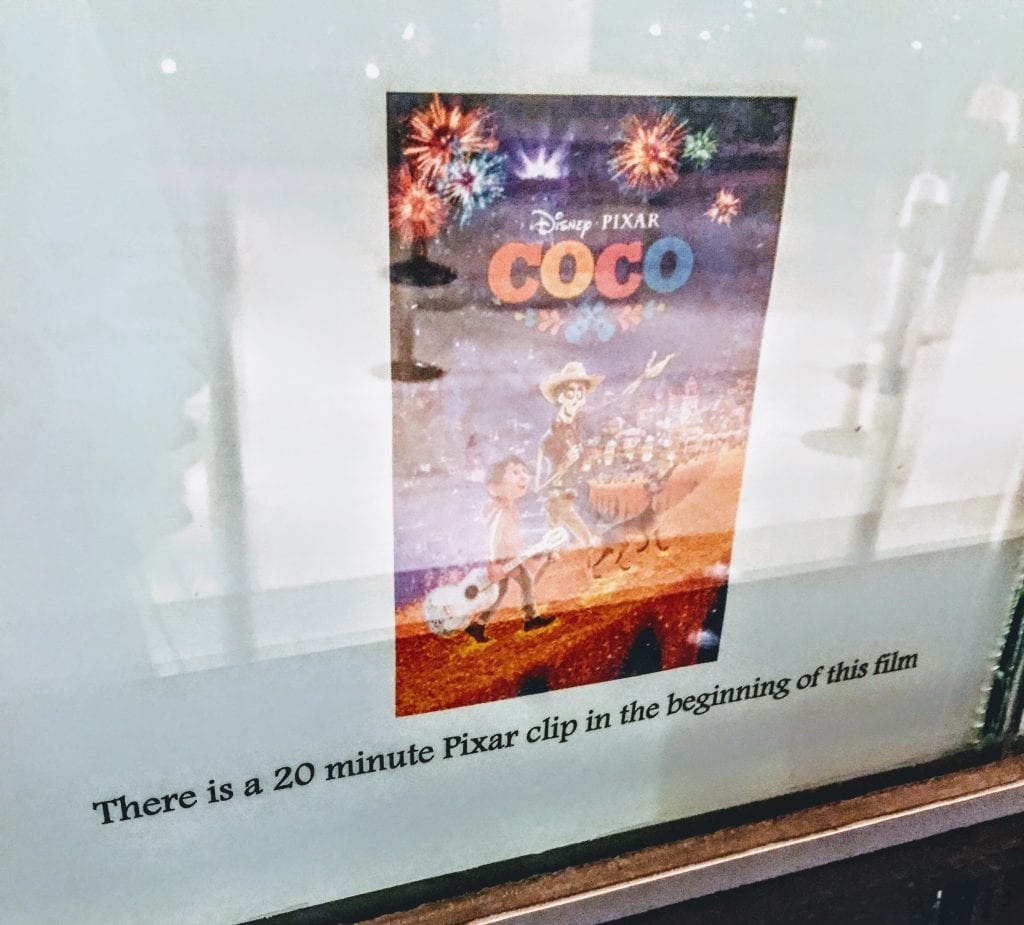 Disney · PIXAR
COCO
There is a 20 minute Pixar clip in the beginning of this film